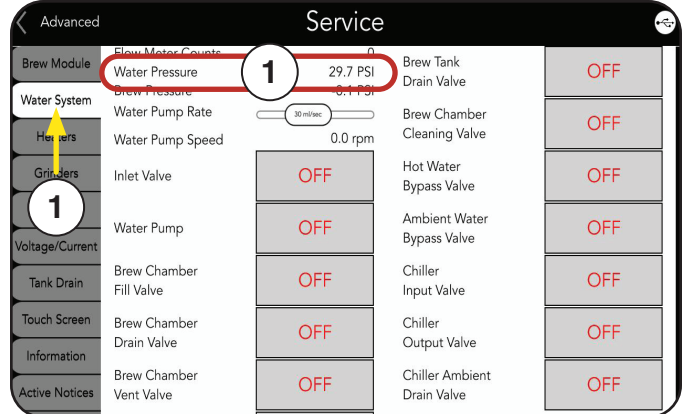 Advanced
Service
Brew Module
Water System
Heaters
Grinders
Voltage/Current
Tank Drain
Touch Screen
Information
Active Notices
1
1
Flow Meter Counts 0
Water Pressure 29.7 PSI
Brew Pressure -0.1 PSI
Water Pump Rate 30 ml/sec
Water Pump Speed 0.0 rpm
Inlet Valve OFF
Water Pump OFF
Brew Chamber
Fill Valve OFF
Brew Chamber
Drain Valve OFF
Brew Chamber
Vent Valve OFF
Brew Tank
Drain Valve OFF
Brew Chamber
Cleaning Valve OFF
Hot Water
Bypass Valve OFF
Ambient Water
Bypass Valve OFF
Chiller
Input Valve OFF
Chiller
Output Valve OFF
Chiller Ambient
Drain Valve OFF